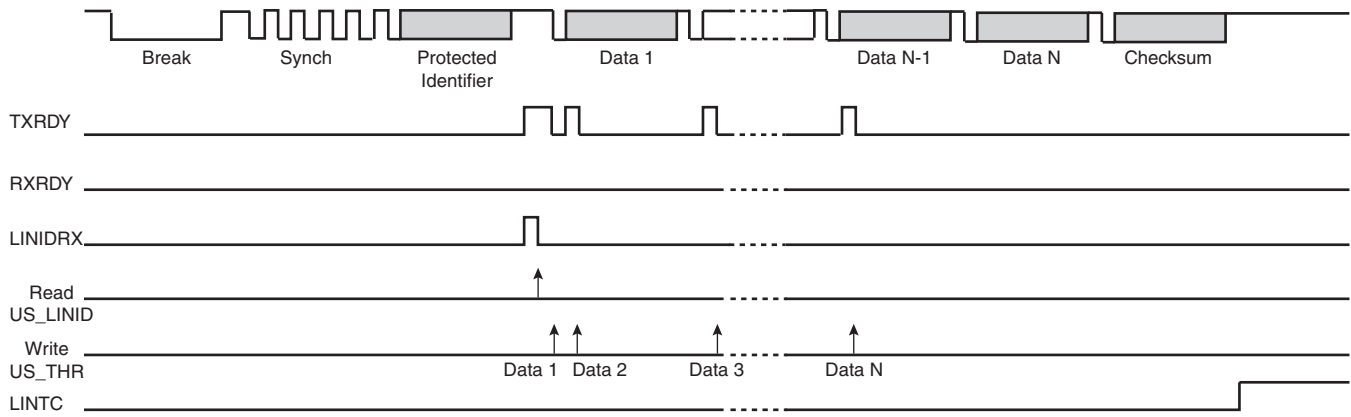 Break Synch Protected Identifier Data 1 Data N-1 Data N Checksum
TXRDY
RXRDY
LINIDRX
Read
US_LINID
Write
US_THR
Data 1 Data 2 Data 3 Data N
LINTC